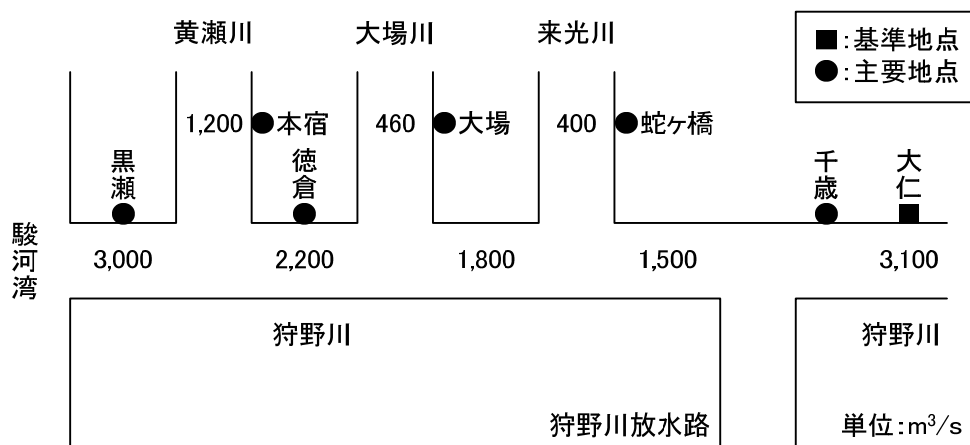 黄瀬川
大場川
来光川
■:基準地点
●:主要地点
1,200
本宿
460
大場
400
蛇ヶ橋
黒瀬
徳倉
千歳
大仁
駿河湾
3,000
2,200
1,800
1,500
3,100
狩野川
狩野川
狩野川放水路
単位:m³/s